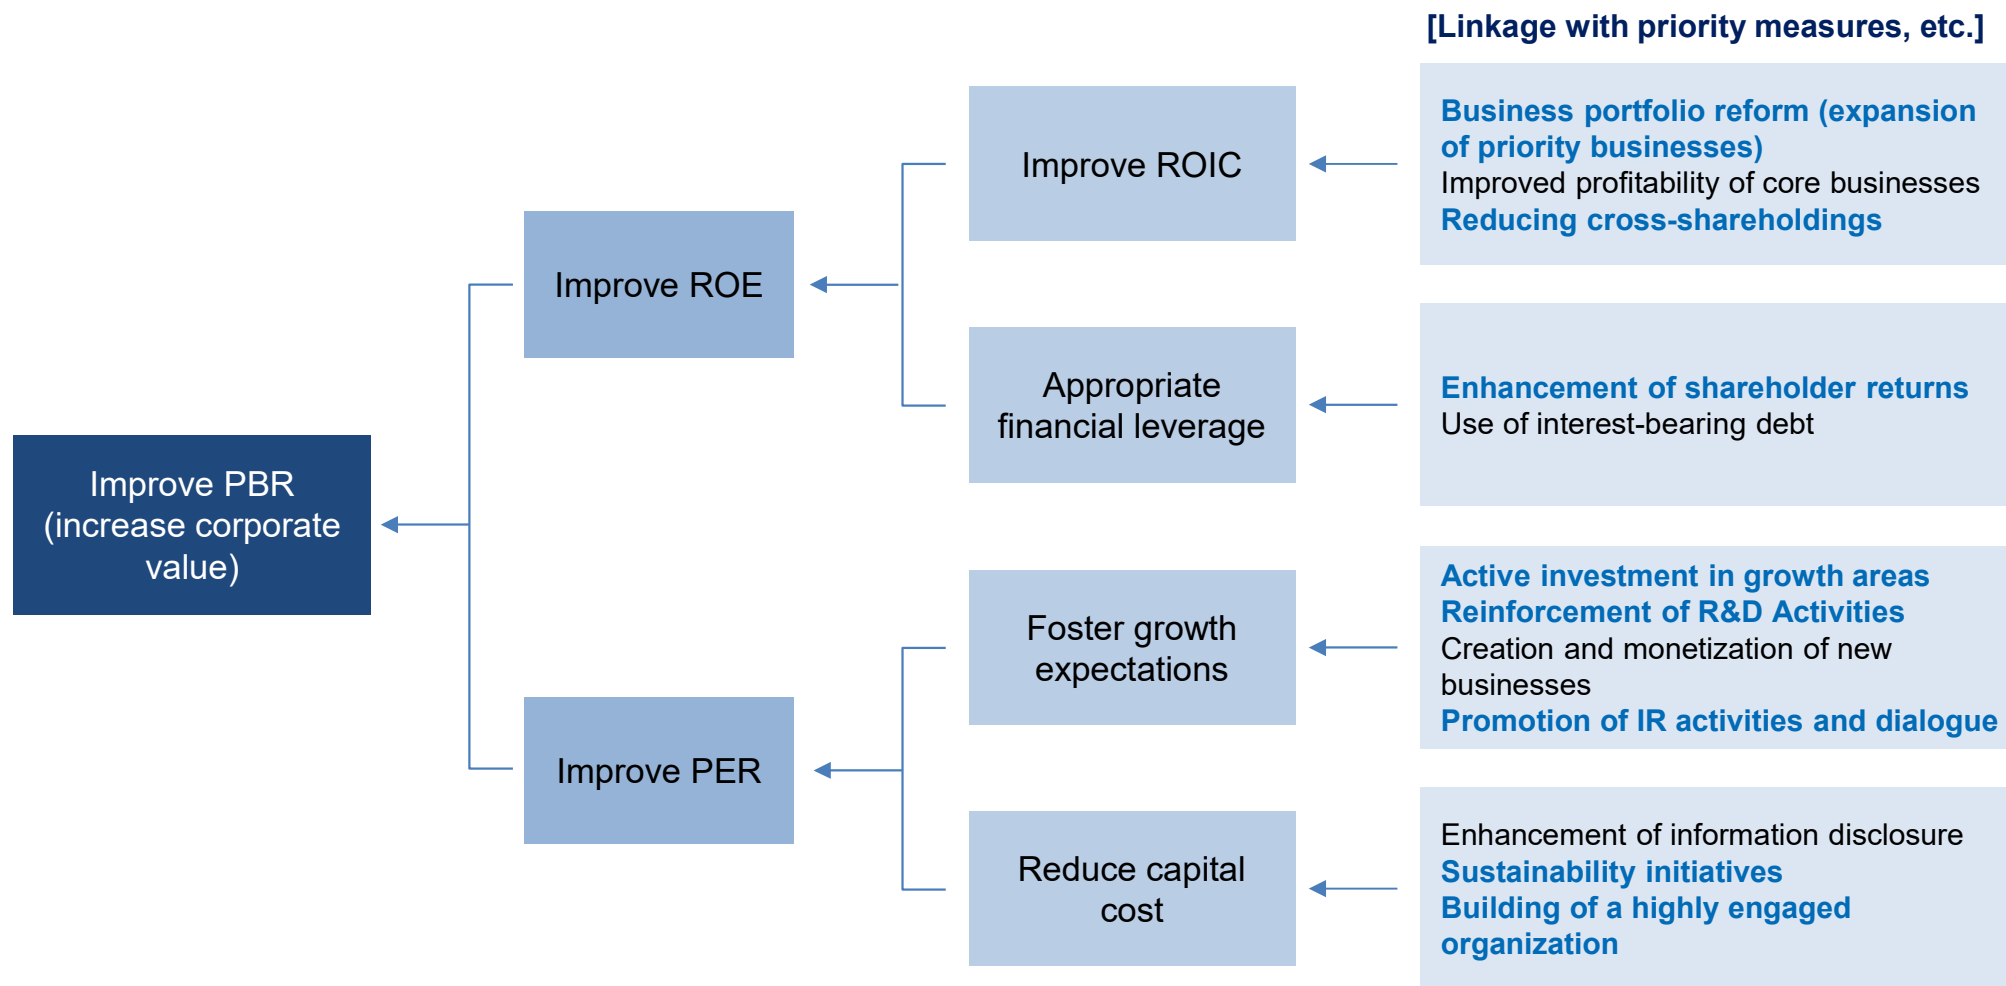 [Linkage with priority measures, etc.]
Business portfolio reform (expansion
of priority businesses)
Improved profitability of core businesses
Reducing cross-shareholdings
Improve ROIC
Improve ROE
Appropriate
financial leverage
Enhancement of shareholder returns
Use of interest-bearing debt
Improve PBR
(increase corporate
value)
Foster growth
expectations
Active investment in growth areas
Reinforcement of R&D Activities
Creation and monetization of new
businesses
Promotion of IR activities and dialogue
Improve PER
Reduce capital
cost
Enhancement of information disclosure
Sustainability initiatives
Building of a highly engaged
organization